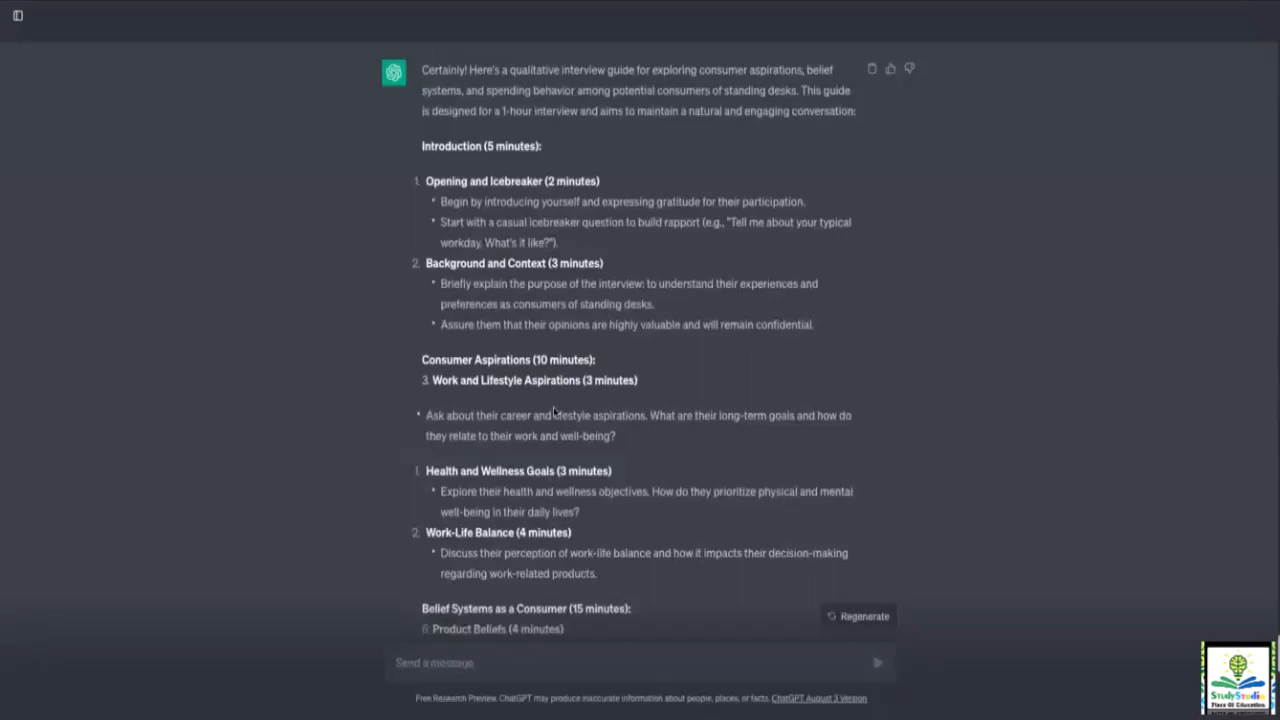 Certainly! Here's a qualitative interview guide for exploring consumer aspirations, belief
systems, and spending behavior among potential consumers of standing desks. This guide
is designed for a 1-hour interview and aims to maintain a natural and engaging conversation:
Introduction (5 minutes):
1. Opening and Icebreaker (2 minutes)
• Begin by introducing yourself and expressing gratitude for their participation.
• Start with a casual icebreaker question to build rapport (e.g., "Tell me about your typical
workday. What's it like?").
2. Background and Context (3 minutes)
• Briefly explain the purpose of the interview: to understand their experiences and
preferences as consumers of standing desks.
• Assure them that their opinions are highly valuable and will remain confidential.
Consumer Aspirations (10 minutes):
3. Work and Lifestyle Aspirations (3 minutes)
• Ask about their career and lifestyle aspirations. What are their long-term goals and how do
they relate to their work and well-being?
1. Health and Wellness Goals (3 minutes)
• Explore their health and wellness objectives. How do they prioritize physical and mental
well-being in their daily lives?
2. Work-Life Balance (4 minutes)
• Discuss their perception of work-life balance and how it impacts their decision-making
regarding work-related products.
Belief Systems as a Consumer (15 minutes):
6. Product Beliefs (4 minutes)
Regenerate
Send a message
Free Research Preview. ChatGPT may produce inaccurate information about people, places, or facts. ChatGPT August 3 Version
StudyStudio
Place Of Education